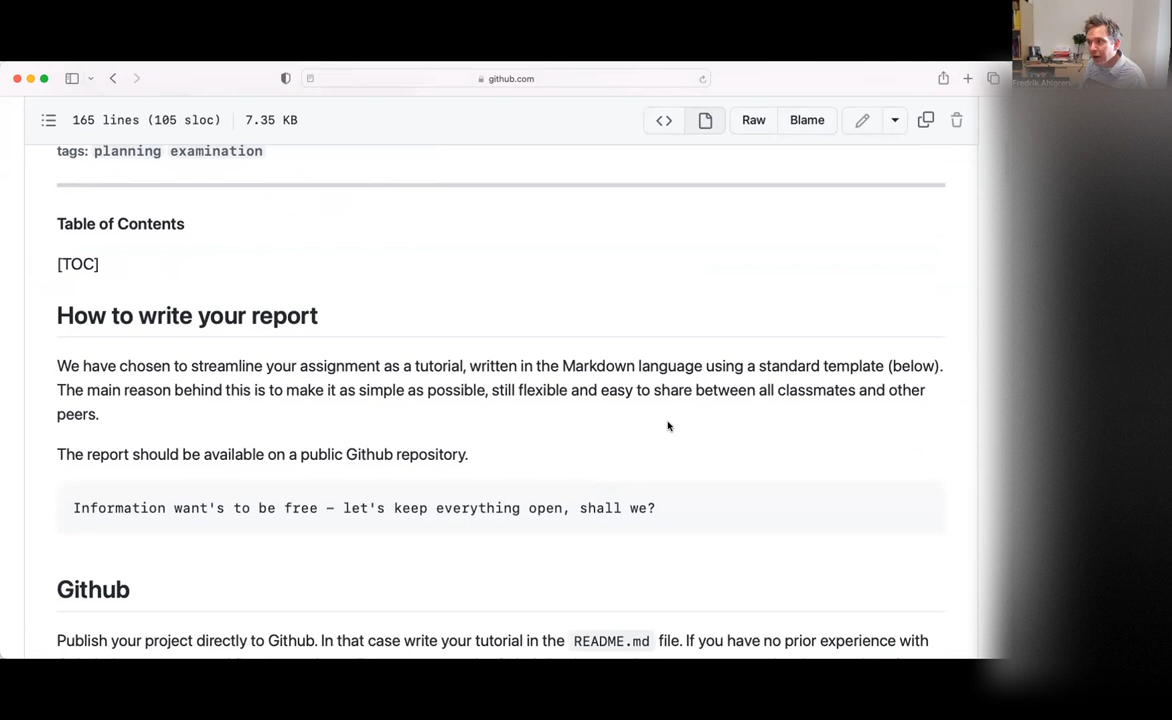 github.com
Fredrik Ahlgren
165 lines (105 sloc) 7.35 KB
Raw
Blame
tags: planning examination
Table of Contents
[TOC]
How to write your report
We have chosen to streamline your assignment as a tutorial, written in the Markdown language using a standard template (below).
The main reason behind this is to make it as simple as possible, still flexible and easy to share between all classmates and other
peers.
The report should be available on a public Github repository.
Information want's to be free – let's keep everything open, shall we?
Github
Publish your project directly to Github. In that case write your tutorial in the README.md file. If you have no prior experience with